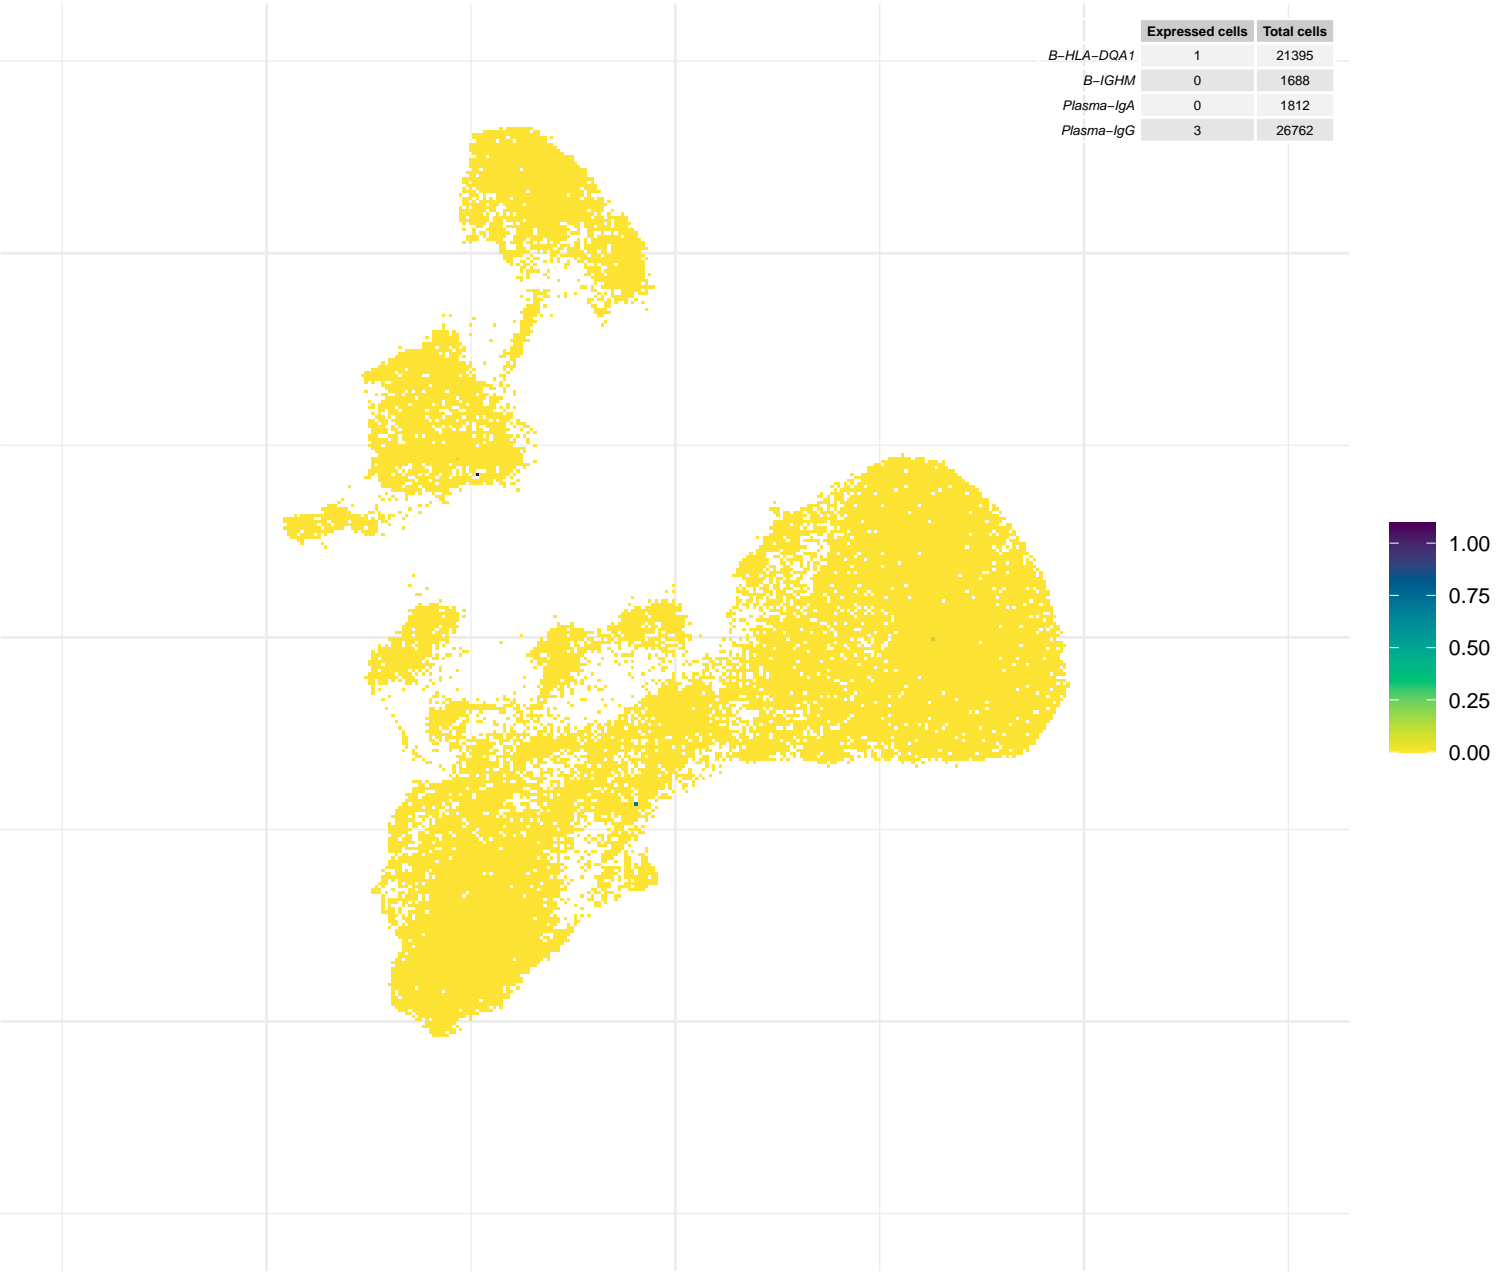 Expressed cells Total cells
B−HLA−DQA1 1 21395
B−IGHM 0 1688
Plasma−IgA 0 1812
Plasma−IgG 3 26762
1.00
0.75
0.50
0.25
0.00